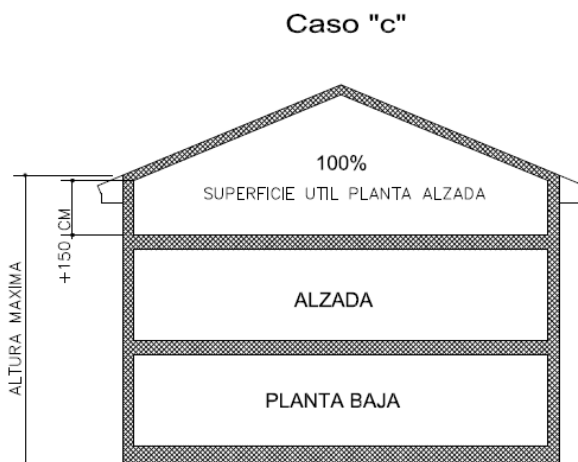 Caso "c"
100%
SUPERFICIE UTIL PLANTA ALZADA
+150 CM
ALTURA MAXIMA
ALZADA
PLANTA BAJA